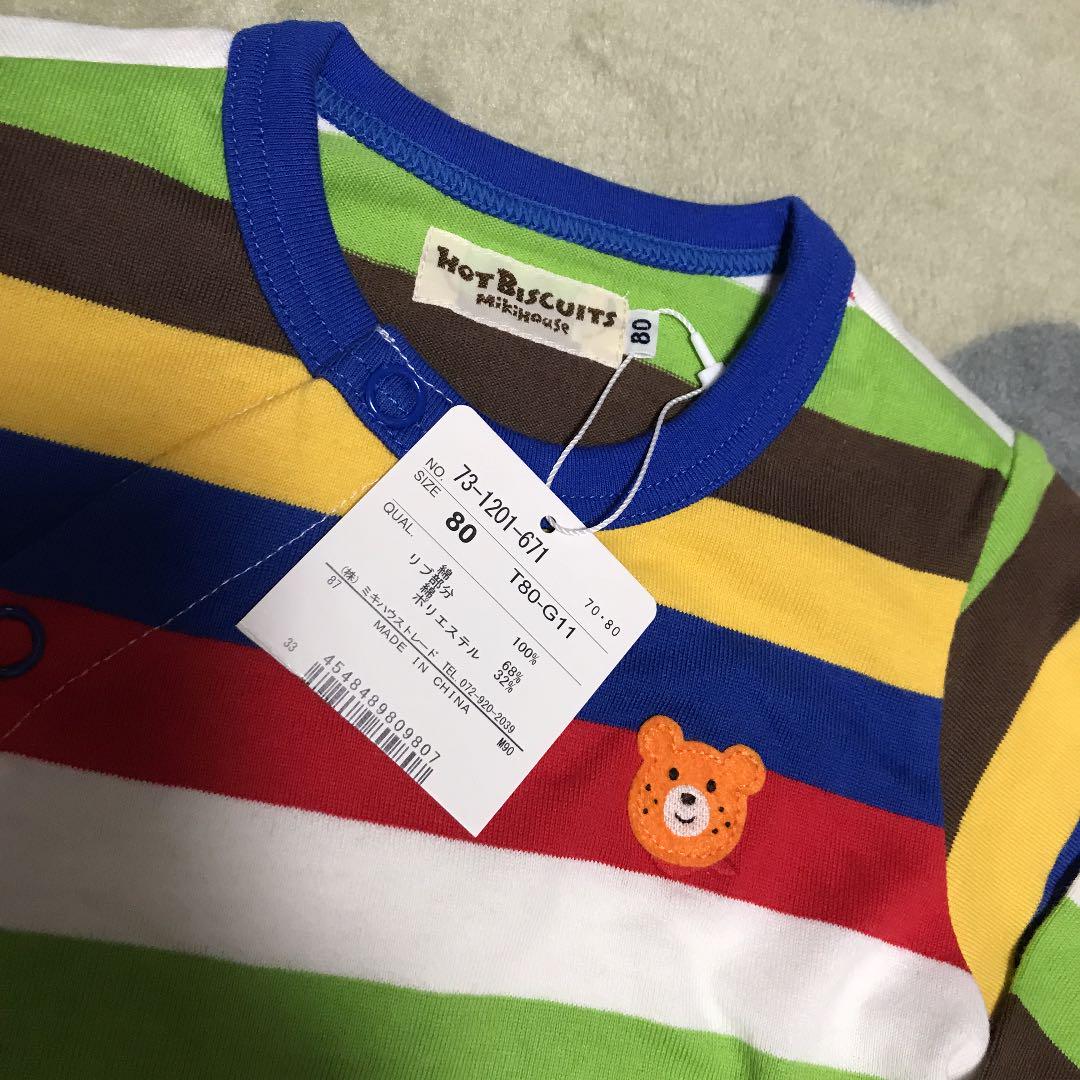 HOT BISCUITS
MikiHouse
80
NO. 73-1201-671
SIZE 80 T80-G11 70・80
QUAL.
綿 100%
リブ部分
綿 68%
ポリエステル 32%
(株)ミキハウストレード TEL.072-920-2039
87 MADE IN CHINA M90
33
4548489809807